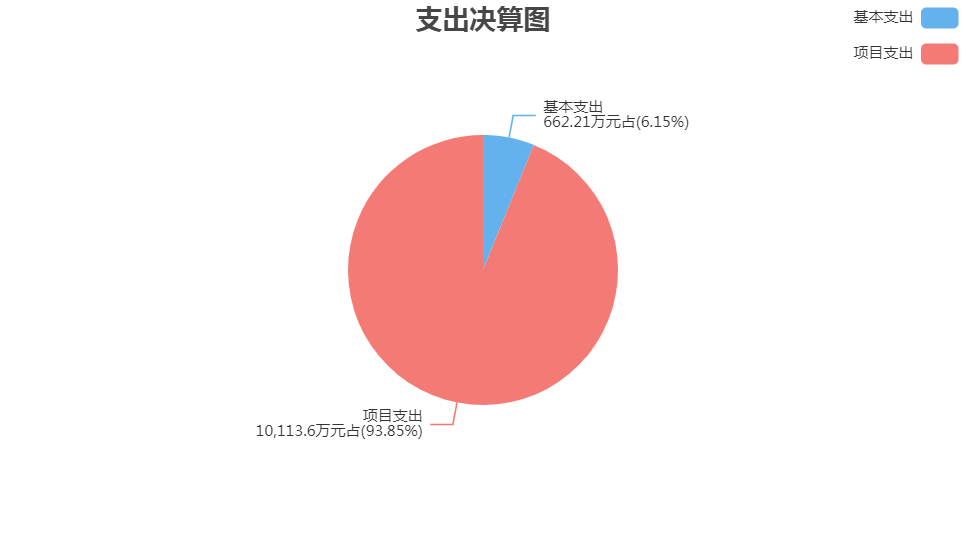 支出决算图
基本支出
项目支出
基本支出
662.21万元占(6.15%)
项目支出
10,113.6万元占(93.85%)